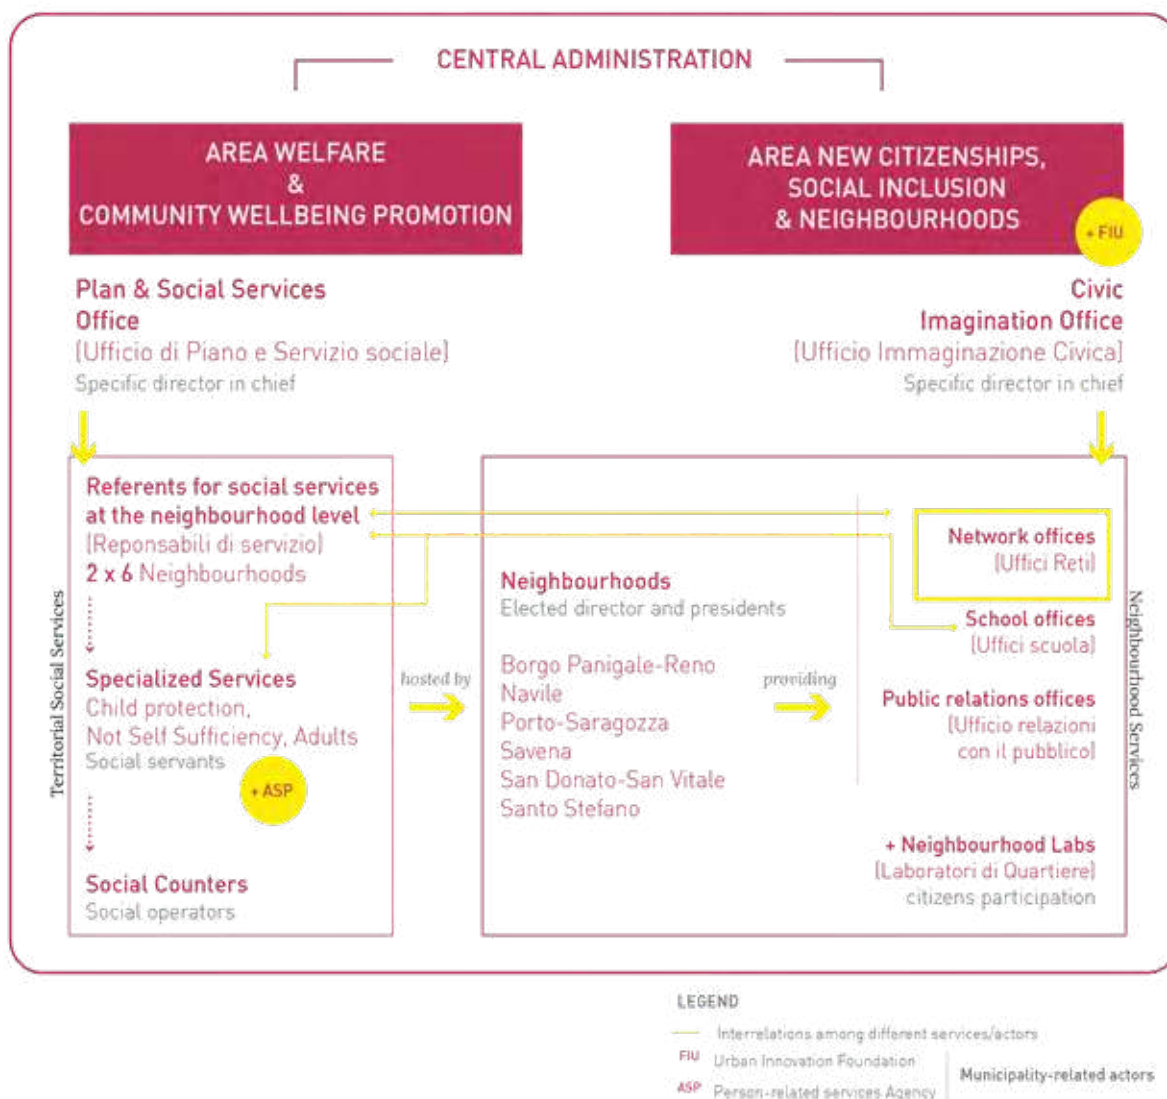 CENTRAL ADMINISTRATION
AREA WELFARE
&
COMMUNITY WELLBEING PROMOTION
AREA NEW CITIZENSHIPS,
SOCIAL INCLUSION
& NEIGHBOURHOODS
+ FIU
Plan & Social Services
Office
(Ufficio di Piano e Servizio sociale)
Specific director in chief
Civic
Imagination Office
(Ufficio Immaginazione Civica)
Specific director in chief
Territorial Social Services
Referents for social services
at the neighbourhood level
(Reponsabili di servizio)
2 x 6 Neighbourhoods
Specialized Services
Child protection,
Not Self Sufficiency, Adults
Social servants
+ ASP
Social Counters
Social operators
hosted by
Neighbourhoods
Elected director and presidents
Borgo Panigale-Reno
Navile
Porto-Saragozza
Savena
San Donato-San Vitale
Santo Stefano
providing
Network offices
(Uffici Reti)
School offices
(Uffici scuola)
Public relations offices
(Ufficio relazioni
con il pubblico)
+ Neighbourhood Labs
(Laboratori di Quartiere)
citizens participation
Neighbourhood Services
LEGEND
Interrelations among different services/actors
FIU Urban Innovation Foundation
ASP Person-related services Agency
Municipality-related actors